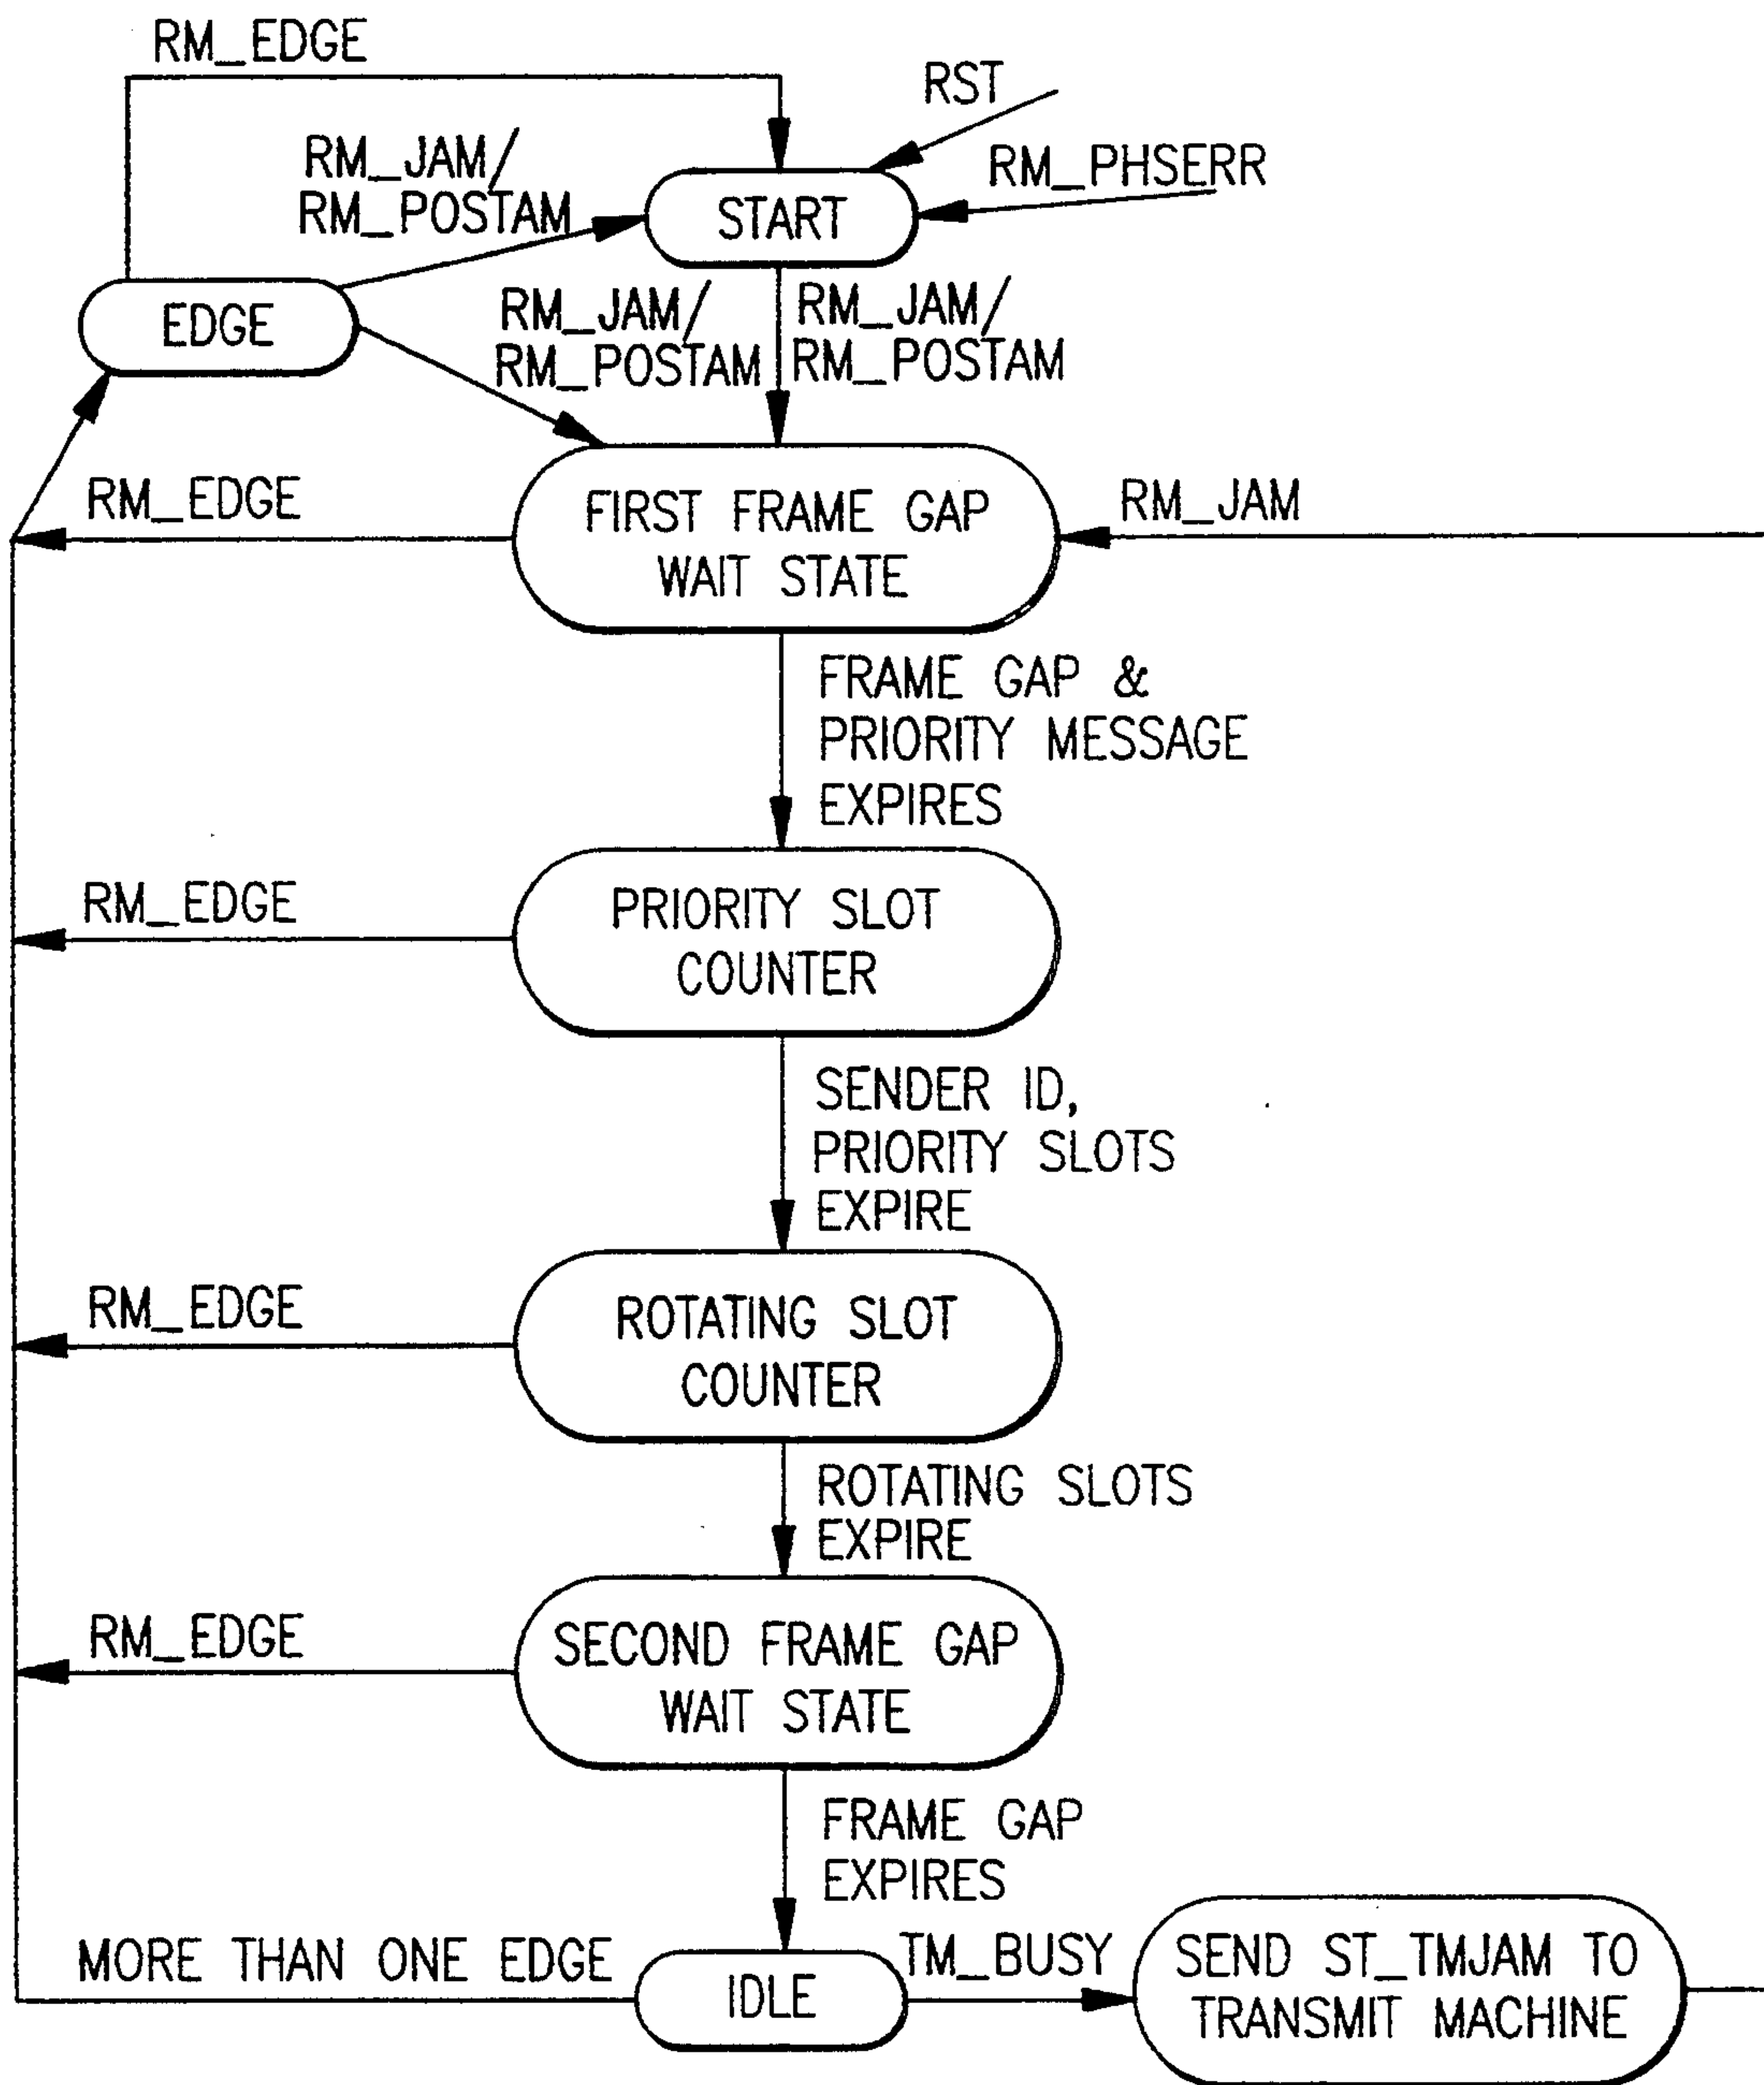 RM_EDGE
RST
RM_JAM/
RM_POSTAM
RM_PHSERR
START
EDGE
RM_JAM/
RM_POSTAM
RM_JAM/
RM_POSTAM
RM_EDGE
FIRST FRAME GAP
WAIT STATE
RM_JAM
FRAME GAP &
PRIORITY MESSAGE
EXPIRES
RM_EDGE
PRIORITY SLOT
COUNTER
SENDER ID,
PRIORITY SLOTS
EXPIRE
RM_EDGE
ROTATING SLOT
COUNTER
ROTATING SLOTS
EXPIRE
RM_EDGE
SECOND FRAME GAP
WAIT STATE
FRAME GAP
EXPIRES
MORE THAN ONE EDGE
IDLE
TM_BUSY
SEND ST_TMJAM TO
TRANSMIT MACHINE